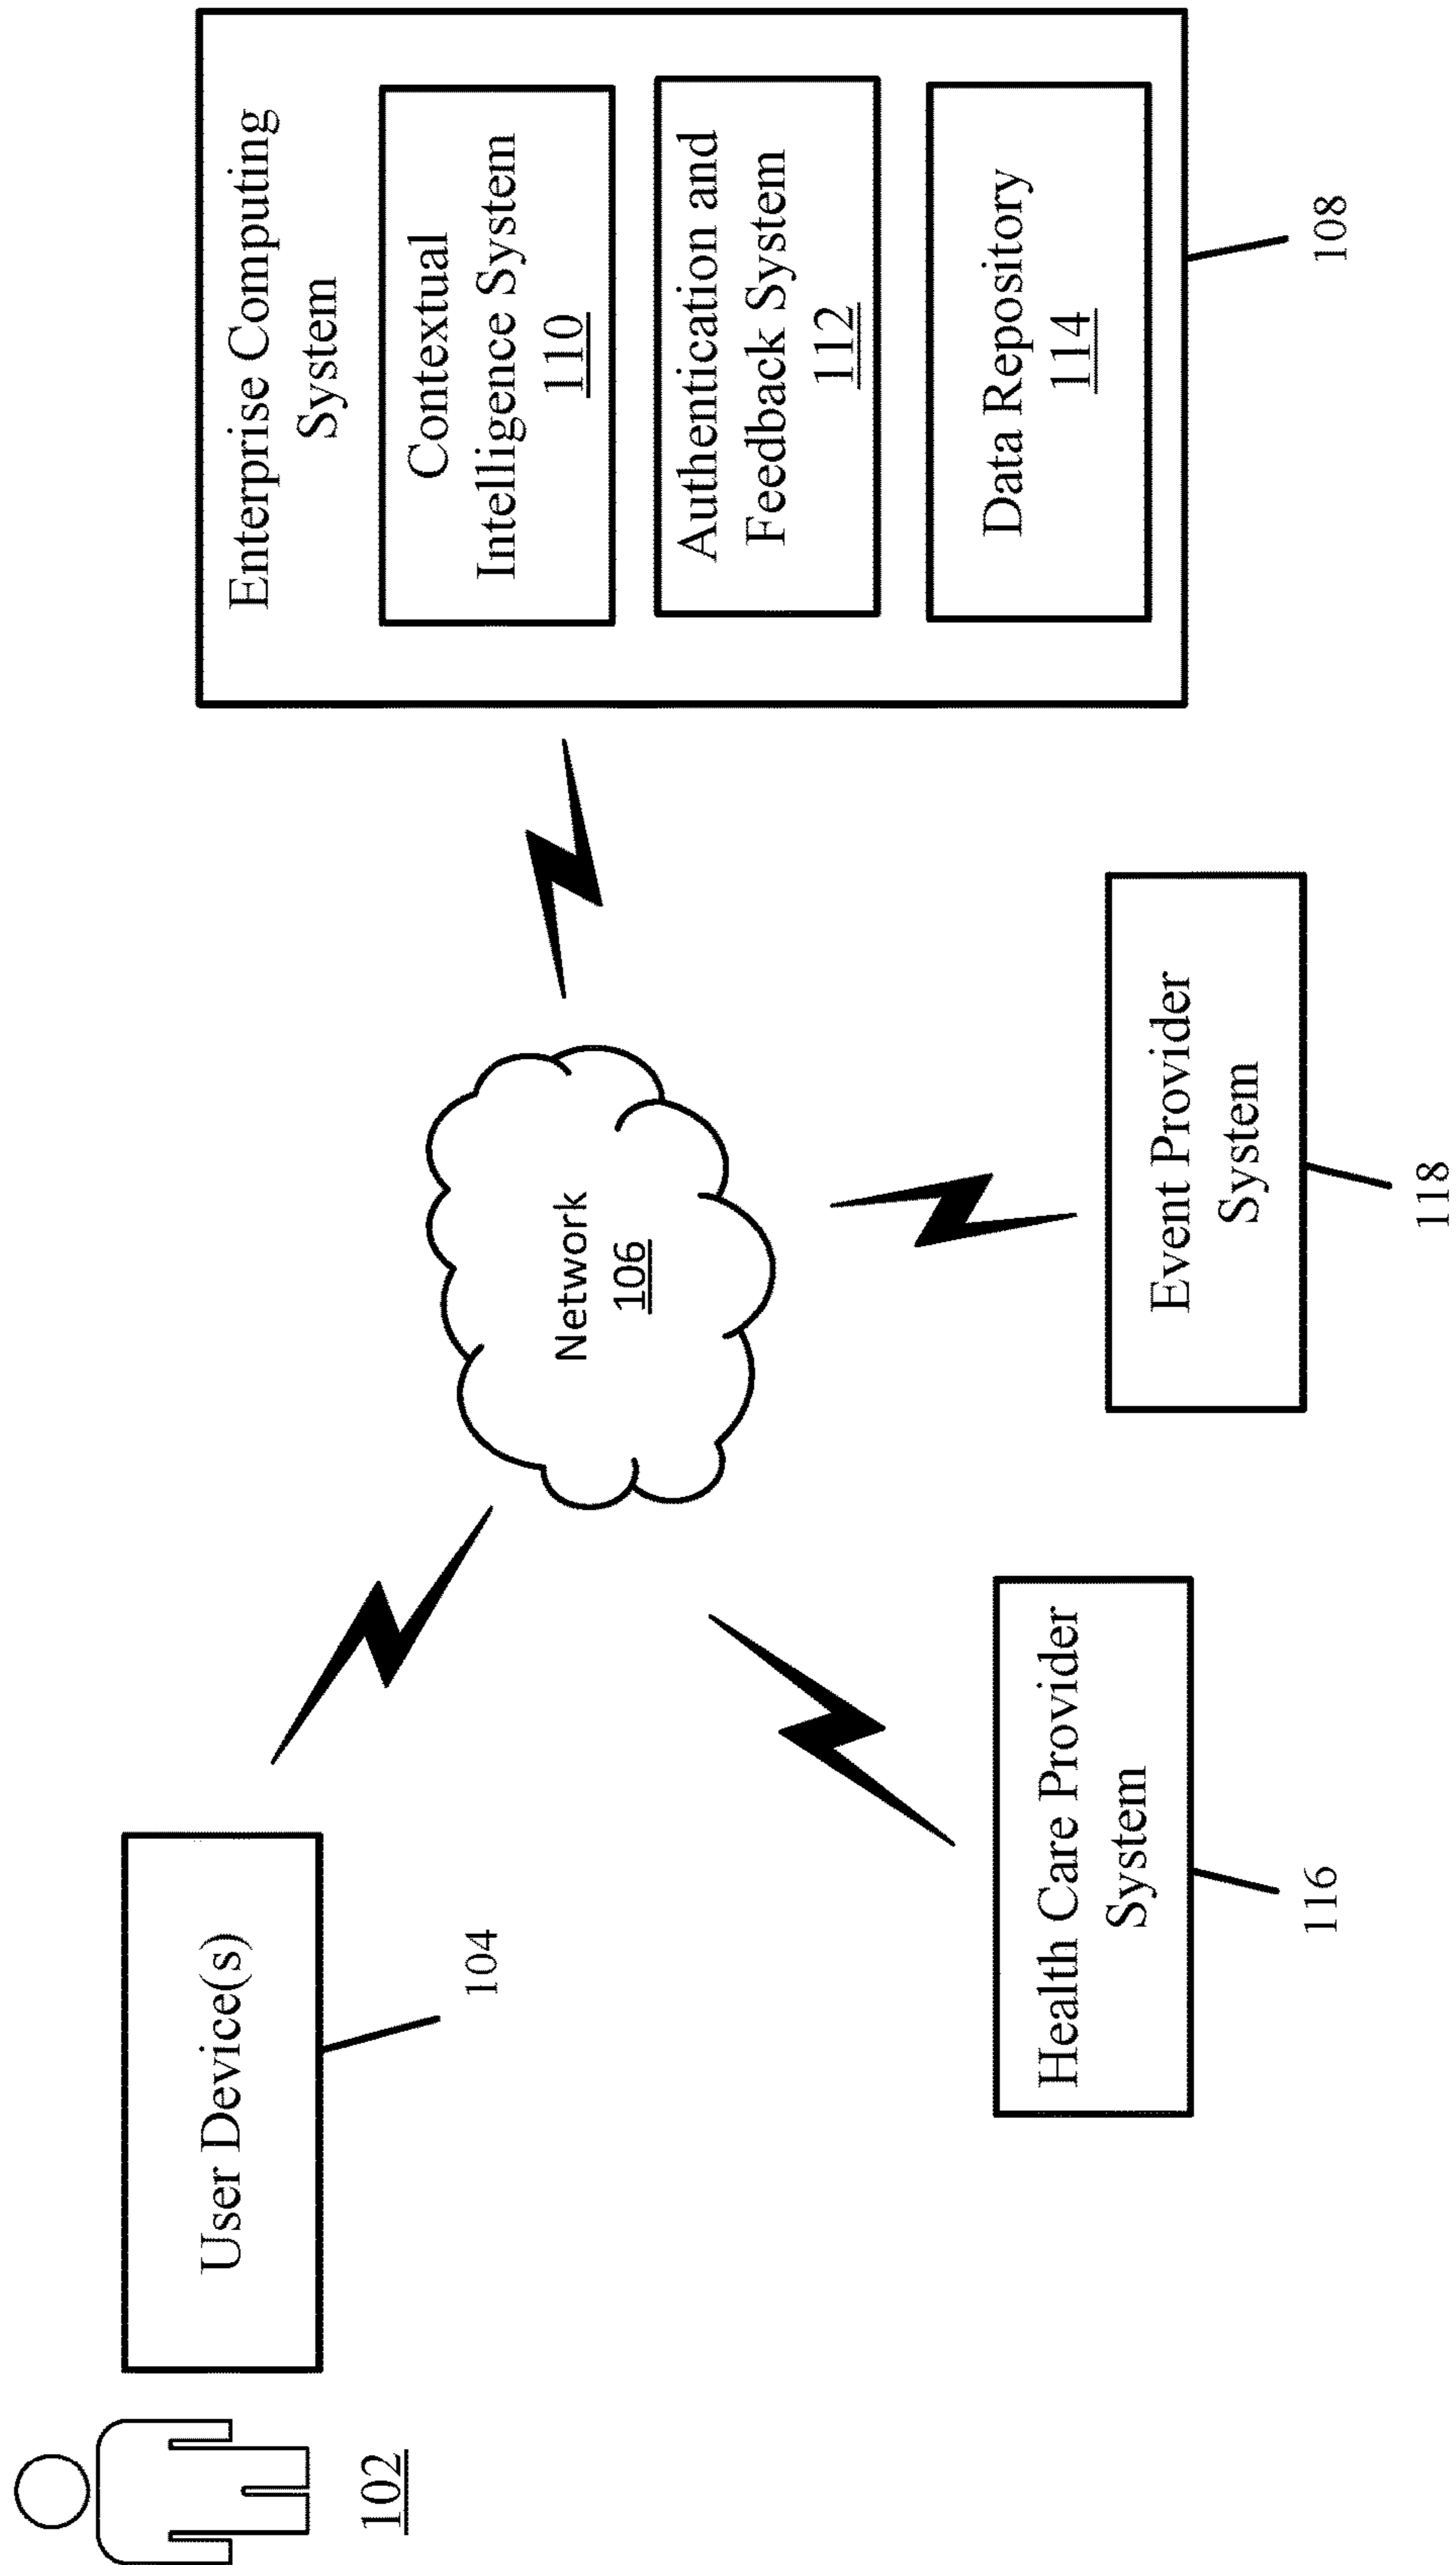 102
User Device(s)
104
Network
106
Enterprise Computing
System
Contextual
Intelligence System
110
Authentication and
Feedback System
112
Data Repository
114
108
Health Care Provider
System
116
Event Provider
System
118